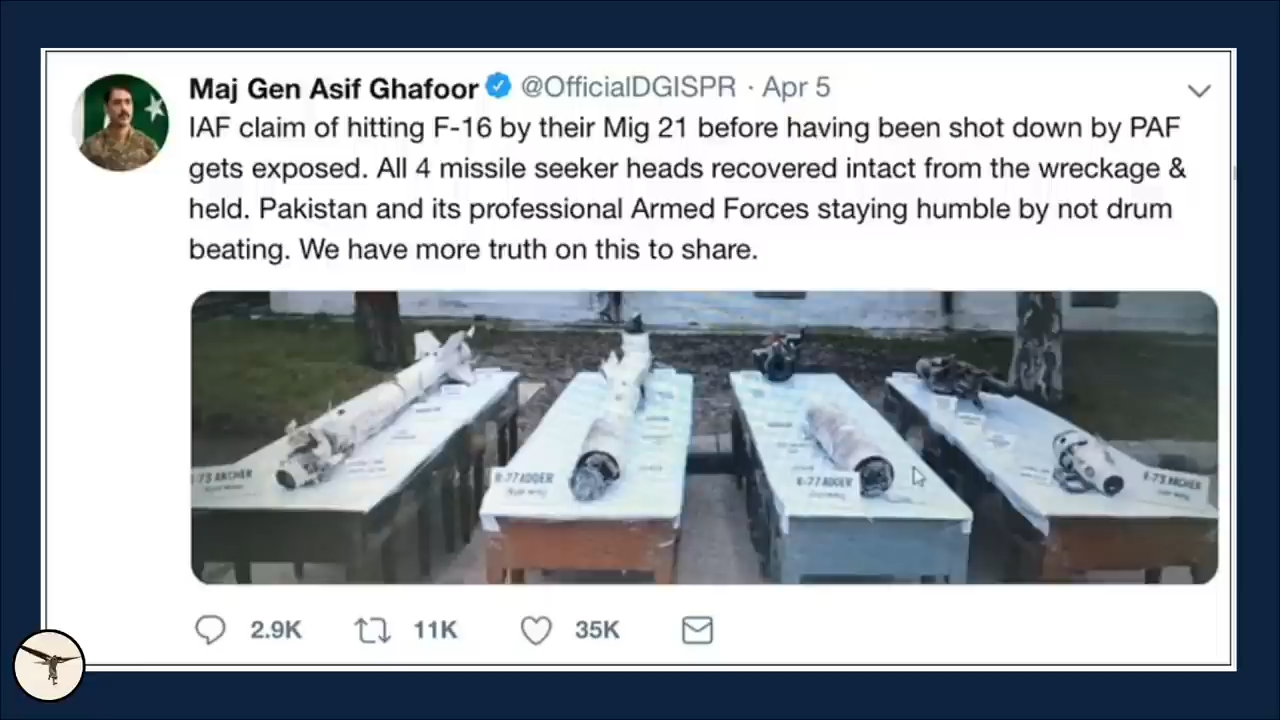 Maj Gen Asif Ghafoor @OfficialDGISPR · Apr 5
IAF claim of hitting F-16 by their Mig 21 before having been shot down by PAF
gets exposed. All 4 missile seeker heads recovered intact from the wreckage &
held. Pakistan and its professional Armed Forces staying humble by not drum
beating. We have more truth on this to share.
-73 ARCHER
R-77 ADDER
R-77 ADDER
R-73 ARCHER
2.9K 11K 35K